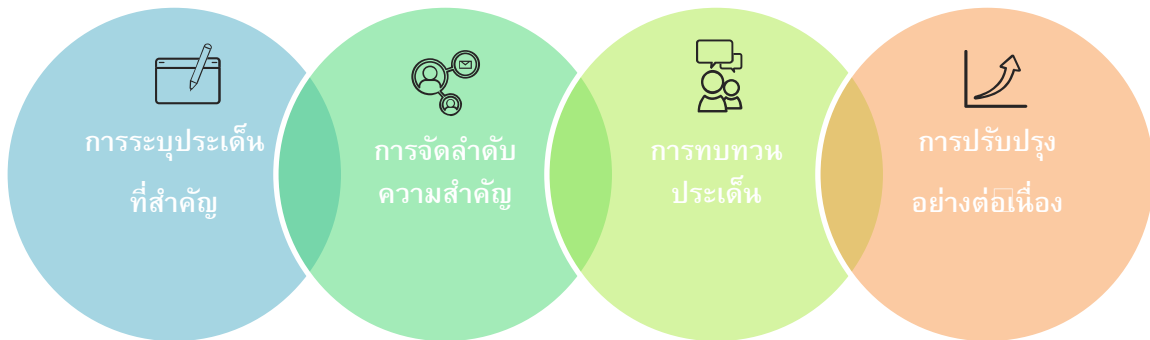 การระบุประเด็น
ที่สำคัญ
การจัดลำดับ
ความสำคัญ
การทบทวน
ประเด็น
การปรับปรุง
อย่างต่อเนื่อง